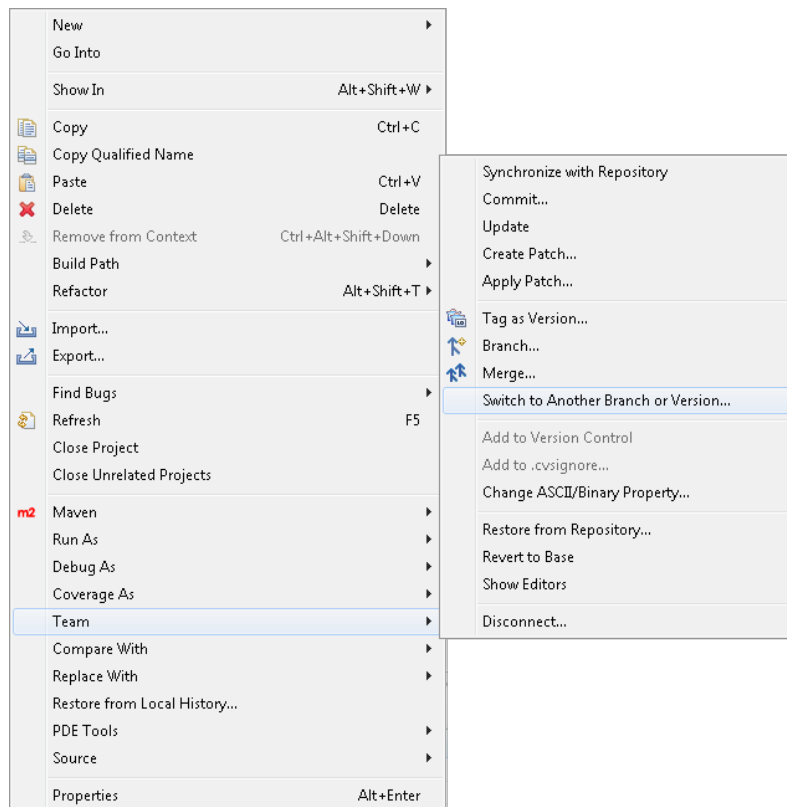 New
Go Into
Show In Alt+Shift+W
Copy Ctrl+C
Copy Qualified Name
Paste Ctrl+V
Delete Delete
Remove from Context Ctrl+Alt+Shift+Down
Build Path
Refactor Alt+Shift+T
Import...
Export...
Find Bugs
Refresh F5
Close Project
Close Unrelated Projects
m2 Maven
Run As
Debug As
Coverage As
Team
Compare With
Replace With
Restore from Local History...
PDE Tools
Source
Properties Alt+Enter
Synchronize with Repository
Commit...
Update
Create Patch...
Apply Patch...
Tag as Version...
Branch...
Merge...
Switch to Another Branch or Version...
Add to Version Control
Add to .cvsignore...
Change ASCII/Binary Property...
Restore from Repository...
Revert to Base
Show Editors
Disconnect...